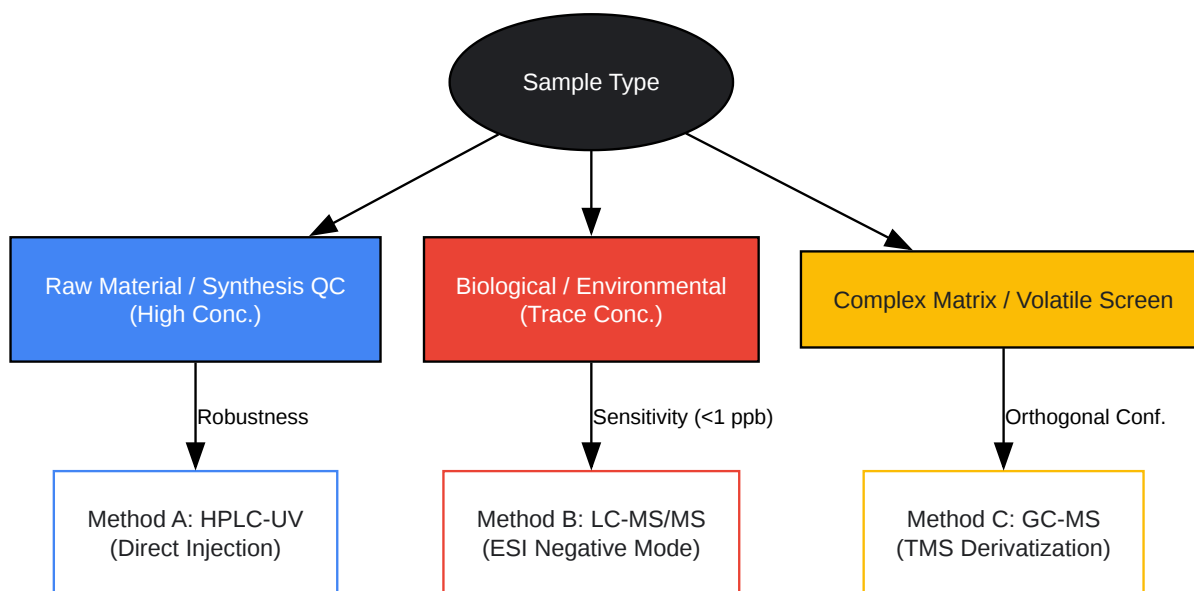 Sample Type
Raw Material / Synthesis QC
(High Conc.)
Biological / Environmental
(Trace Conc.)
Complex Matrix / Volatile Screen
Robustness
Sensitivity (<1 ppb)
Orthogonal Conf.
Method A: HPLC-UV
(Direct Injection)
Method B: LC-MS/MS
(ESI Negative Mode)
Method C: GC-MS
(TMS Derivatization)